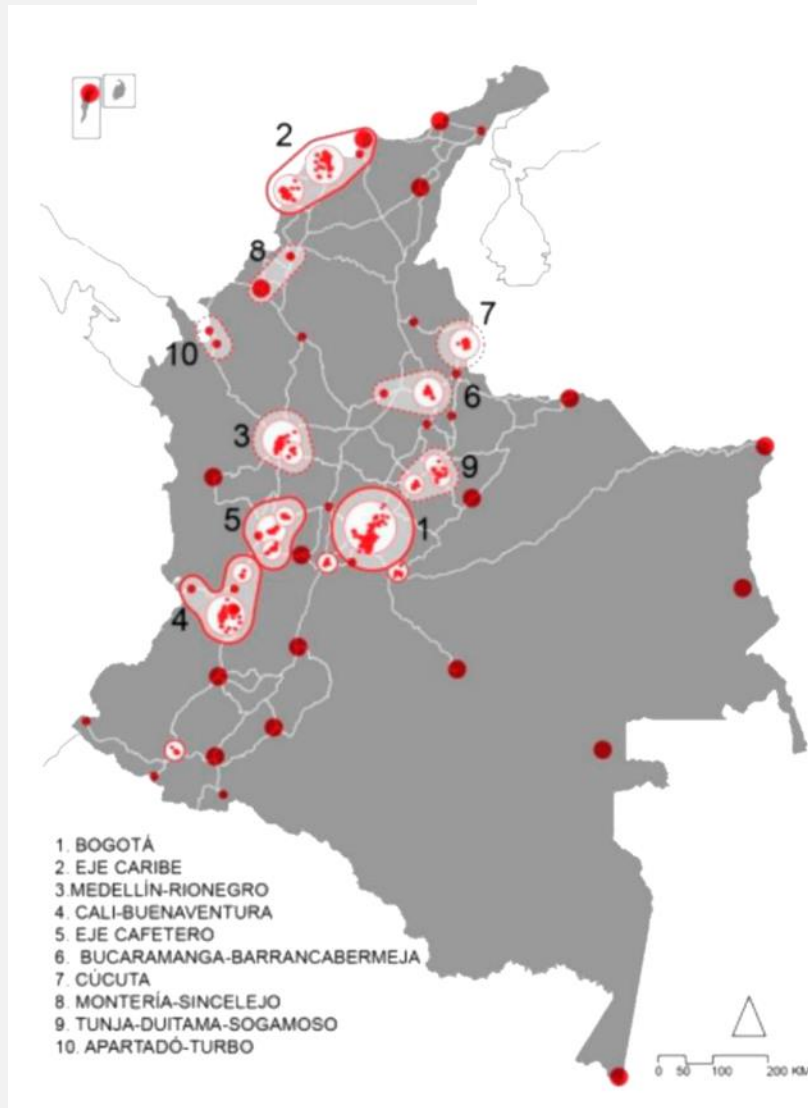 2
8
7
10
6
3
9
5
1
4
1. BOGOTÁ
2. EJE CARIBE
3.MEDELLÍN-RIONEGRO
4. CALI-BUENAVENTURA
5. EJE CAFETERO
6. BUCARAMANGA-BARRANCABERMEJA
7. CÚCUTA
8. MONTERÍA-SINCELEJO
9. TUNJA-DUITAMA-SOGAMOSO
10. APARTADÓ-TURBO
0 50 100 200 KM